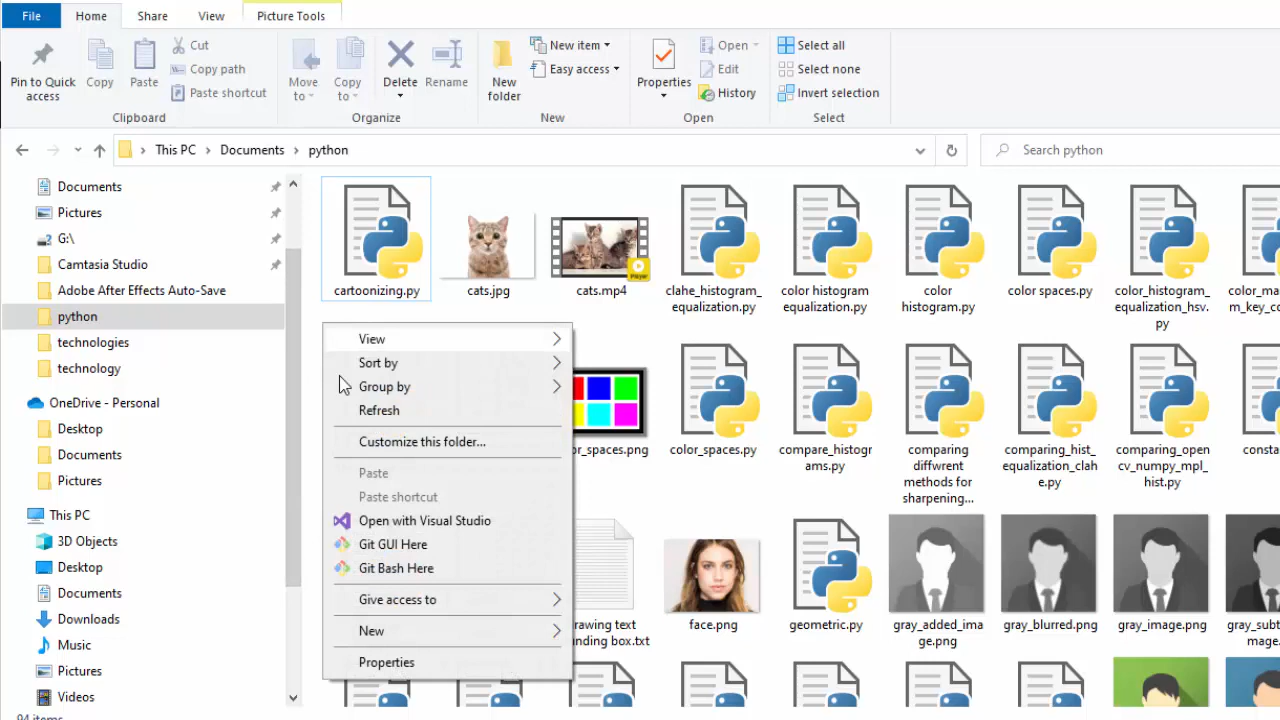 File
Home
Share
View
Picture Tools
Pin to Quick
access
Copy
Paste
Cut
Copy path
Paste shortcut
Clipboard
Move
to
Copy
to
Delete
Rename
Organize
New
folder
New item
Easy access
New
Properties
Open
Edit
History
Open
Select all
Select none
Invert selection
Select
This PC
Documents
python
Search python
Documents
Pictures
G:\
Camtasia Studio
Adobe After Effects Auto-Save
python
technologies
technology
OneDrive - Personal
Desktop
Documents
Pictures
This PC
3D Objects
Desktop
Documents
Downloads
Music
Pictures
Videos
94 items
cartoonizing.py
cats.jpg
cats.mp4
clahe_histogram_
equalization.py
color histogram
equalization.py
color
histogram.py
color spaces.py
color_histogram_
equalization_hsv.
py
color_ma
m_key_c
View
Sort by
Group by
Refresh
Customize this folder...
Paste
Paste shortcut
Open with Visual Studio
Git GUI Here
Git Bash Here
Give access to
New
Properties
or_spaces.png
color_spaces.py
compare_histogr
ams.py
comparing
diffwrent
methods for
sharpening...
comparing_hist_
equalization_clah
e.py
comparing_open
cv_numpy_mpl_
hist.py
consta
rawing text
nding box.txt
face.png
geometric.py
gray_added_ima
ge.png
gray_blurred.png
gray_image.png
gray_subt
mage.